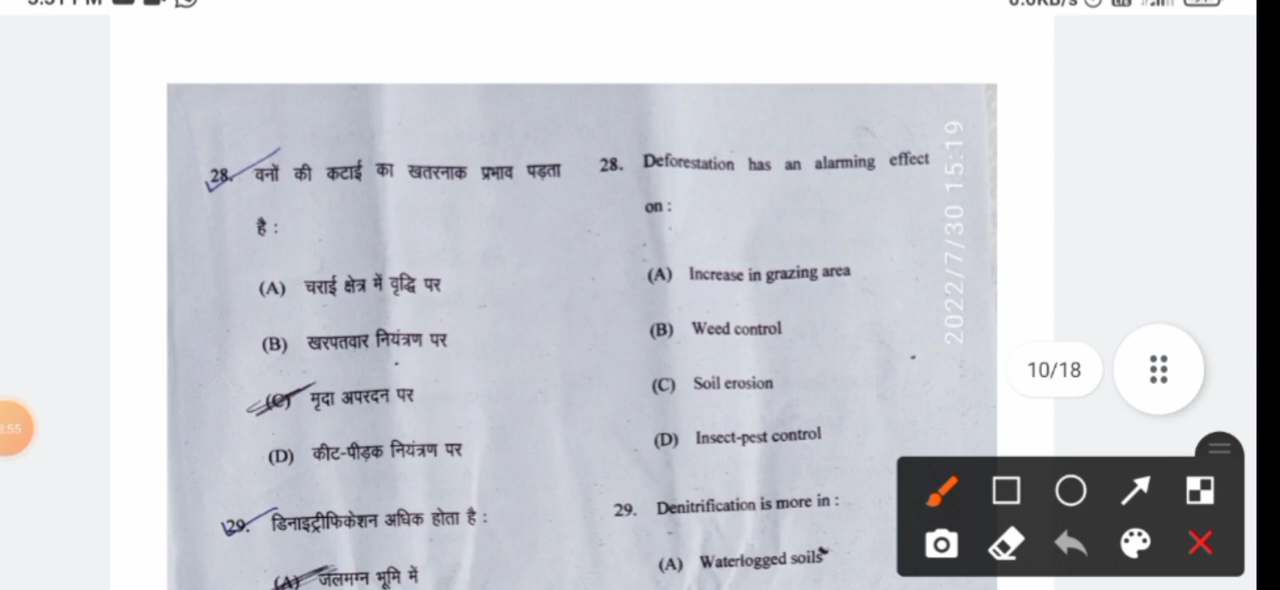 28. वनों की कटाई का खतरनाक प्रभाव पड़ता
है :
(A) चराई क्षेत्र में वृद्धि पर
(B) खरपतवार नियंत्रण पर
(C) मृदा अपरदन पर
(D) कीट-पीड़क नियंत्रण पर
29. डिनाइट्रीफिकेशन अधिक होता है :
(A) जलमग्न भूमि में
28. Deforestation has an alarming effect
on :
(A) Increase in grazing area
(B) Weed control
(C) Soil erosion
(D) Insect-pest control
29. Denitrification is more in :
(A) Waterlogged soils
2022/7/30 15:19
10/18